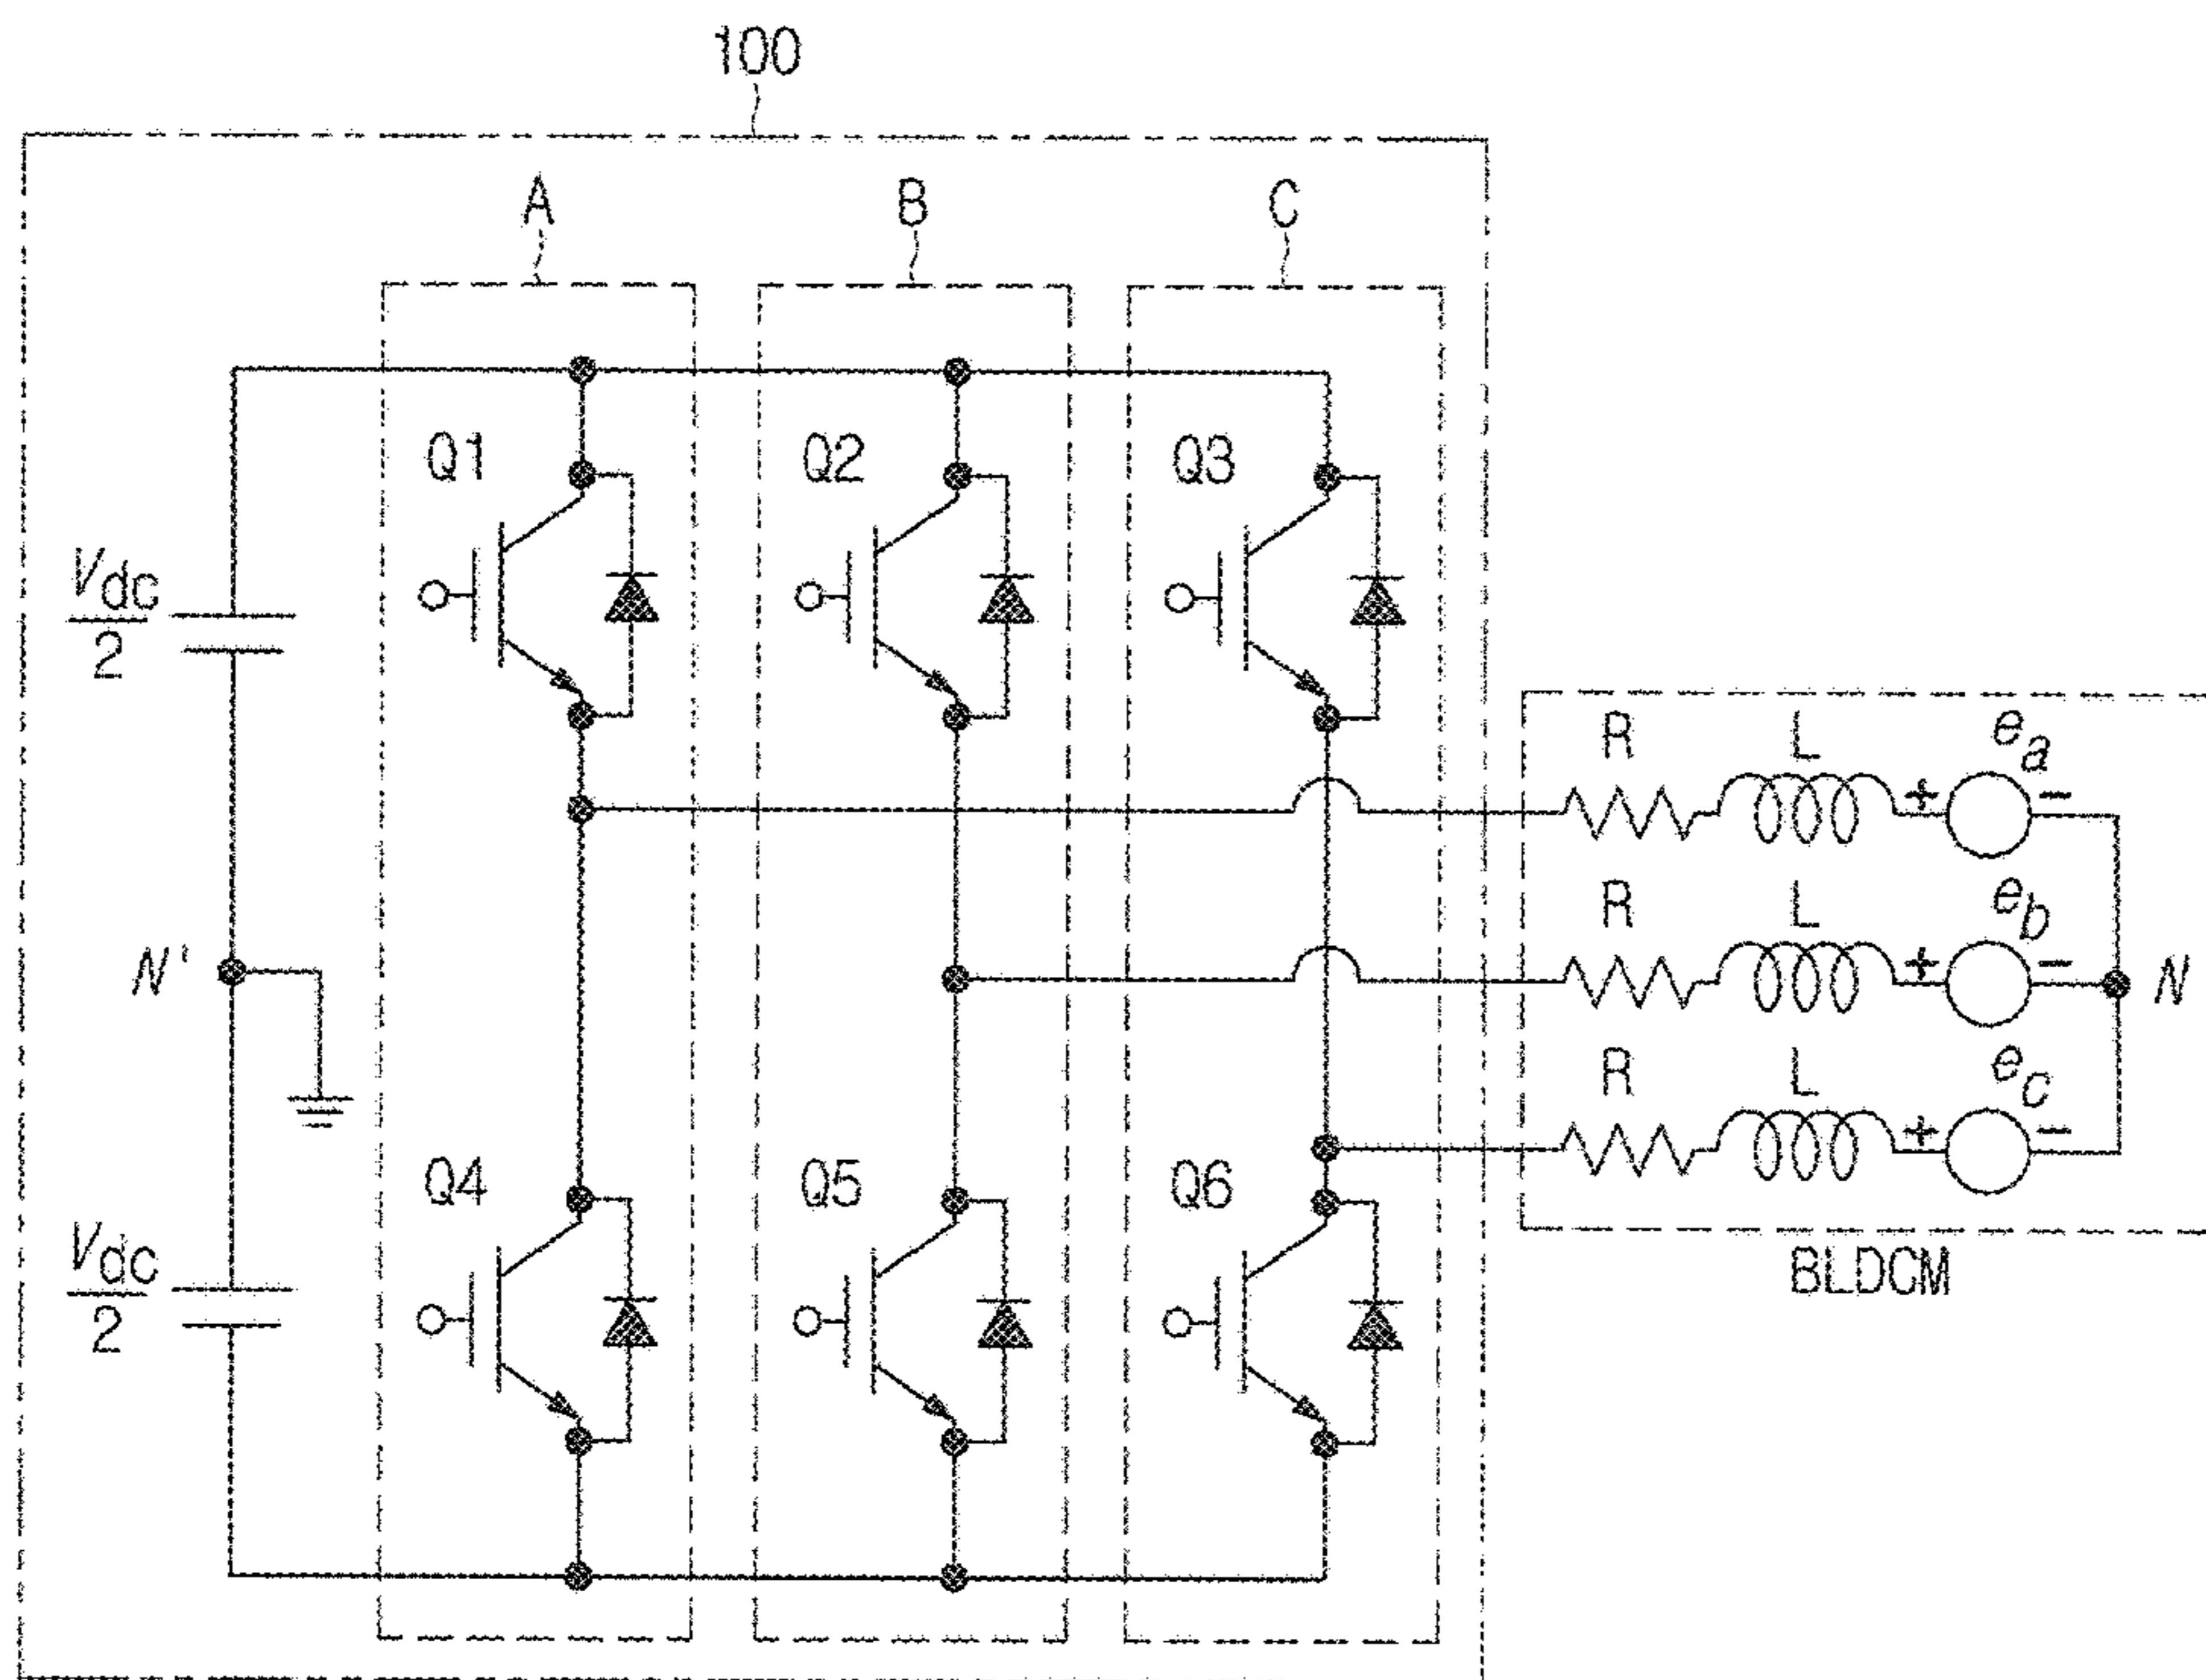 100
A B C
Q1 Q2 Q3
Vdc
2
R L ea
+ −
N'
R L eb
+ −
N
R L ec
+ −
Q4 Q5 Q6
Vdc
2
BLDCM